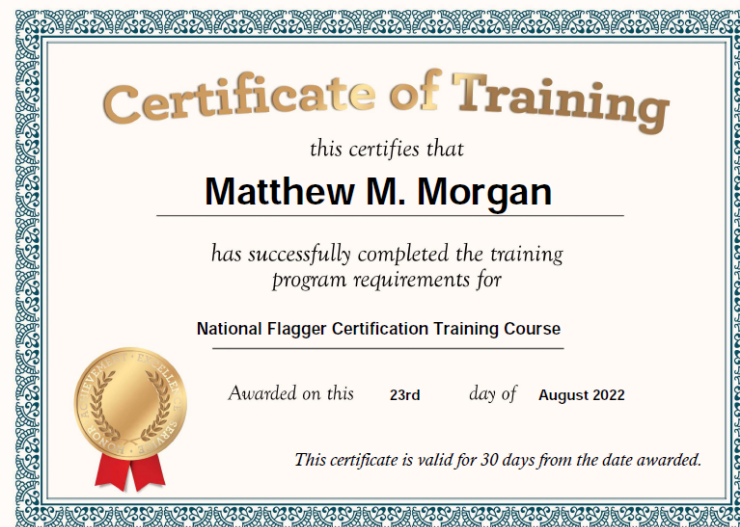 Certificate of Training
this certifies that
Matthew M. Morgan
has successfully completed the training
program requirements for
National Flagger Certification Training Course
Awarded on this 23rd day of August 2022
This certificate is valid for 30 days from the date awarded.